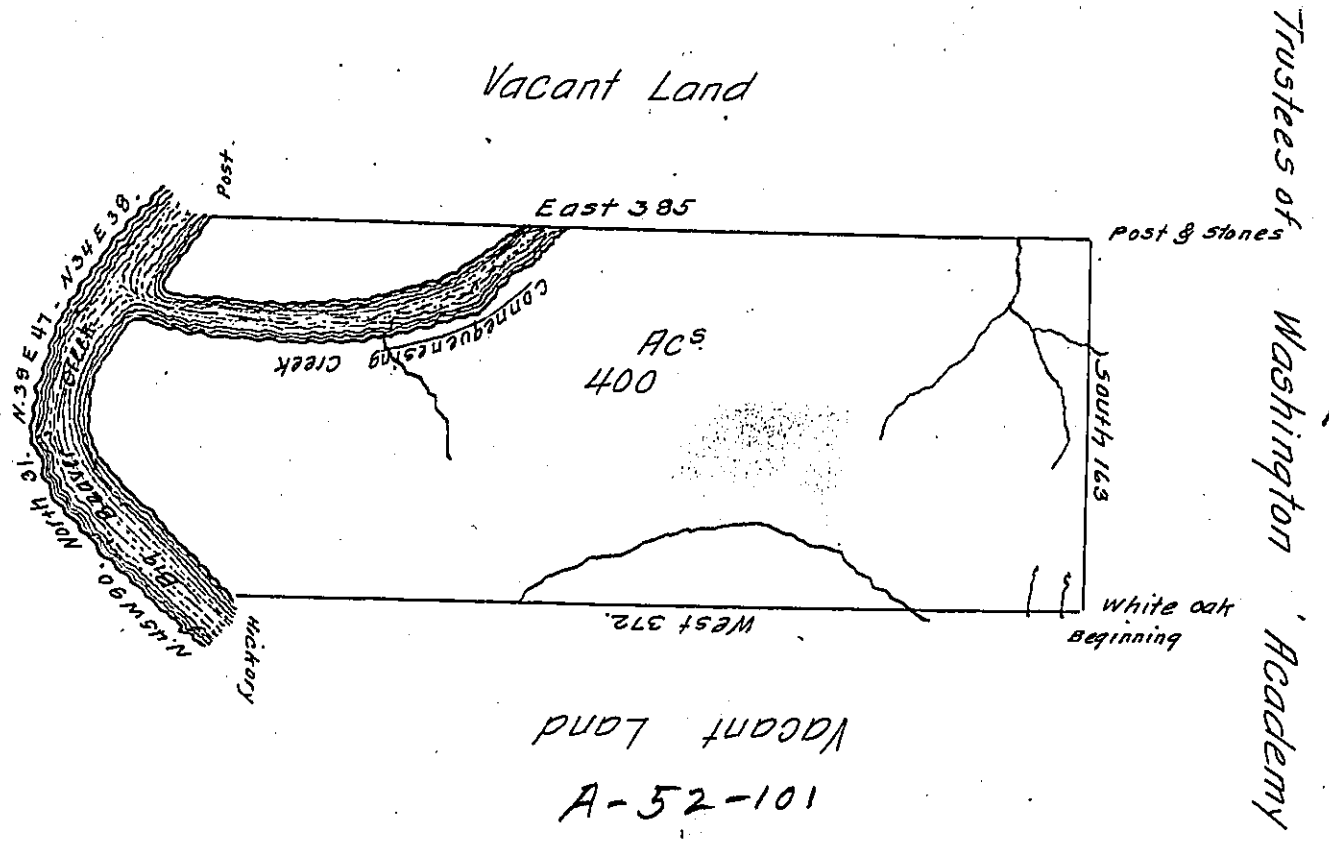 Vacant Land
Trustees of Washington Academy
Post.
East 385
Post & Stones
N.34 E 38.
N.39 E 47-
North 31.
N.45 W 90.
Big Beaver Creek
Connequenesing Creek
Acs
400
South 163
White oak
Beginning
West 372.
Hickory
Vacant Land
A-52-101